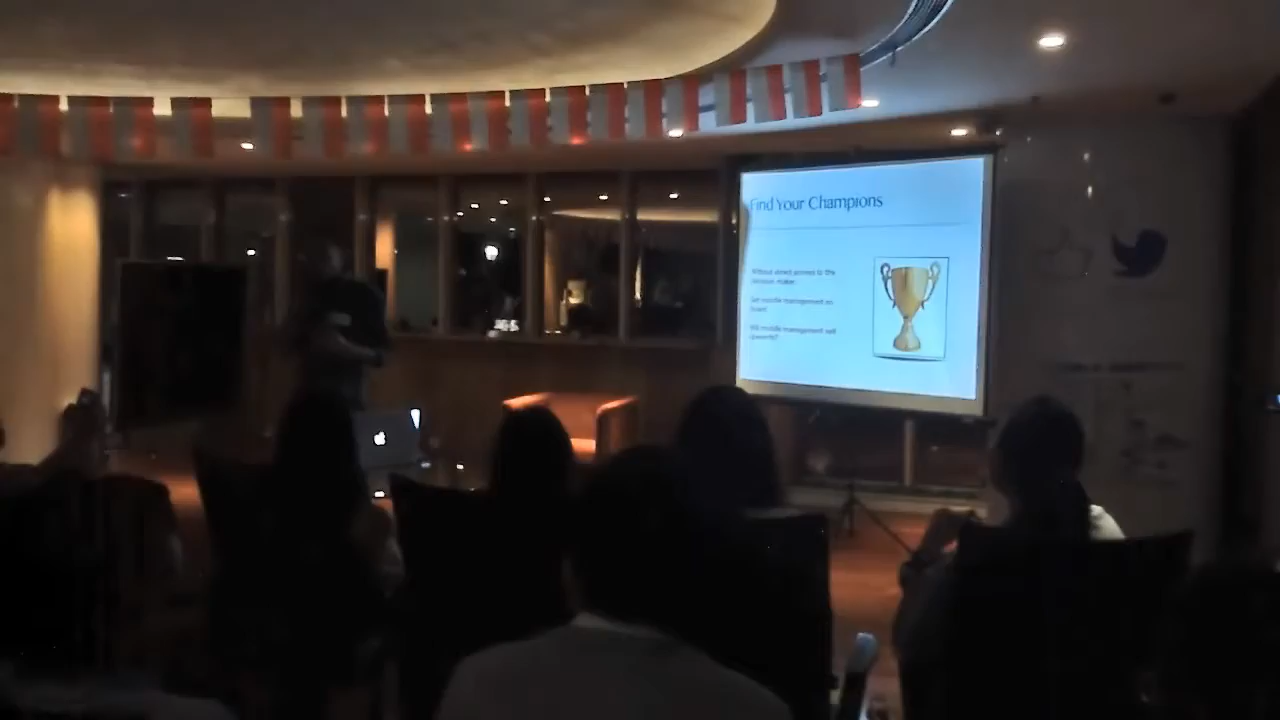 Find Your Champions
Without direct access to the
decision maker
Get middle management on
board
Will middle management sell
upwards?